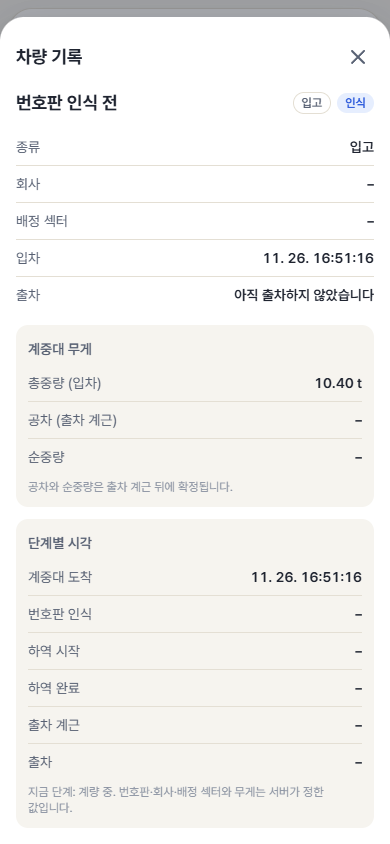 차량 기록
번호판 인식 전
입고 인식
종류 입고
회사 –
배정 섹터 –
입차 11. 26. 16:51:16
출차 아직 출차하지 않았습니다
계중대 무게
총중량 (입차) 10.40 t
공차 (출차 계근) –
순중량 –
공차와 순중량은 출차 계근 뒤에 확정됩니다.
단계별 시각
계중대 도착 11. 26. 16:51:16
번호판 인식 –
하역 시작 –
하역 완료 –
출차 계근 –
출차 –
지금 단계: 계량 중. 번호판·회사·배정 섹터와 무게는 서버가 정한
값입니다.